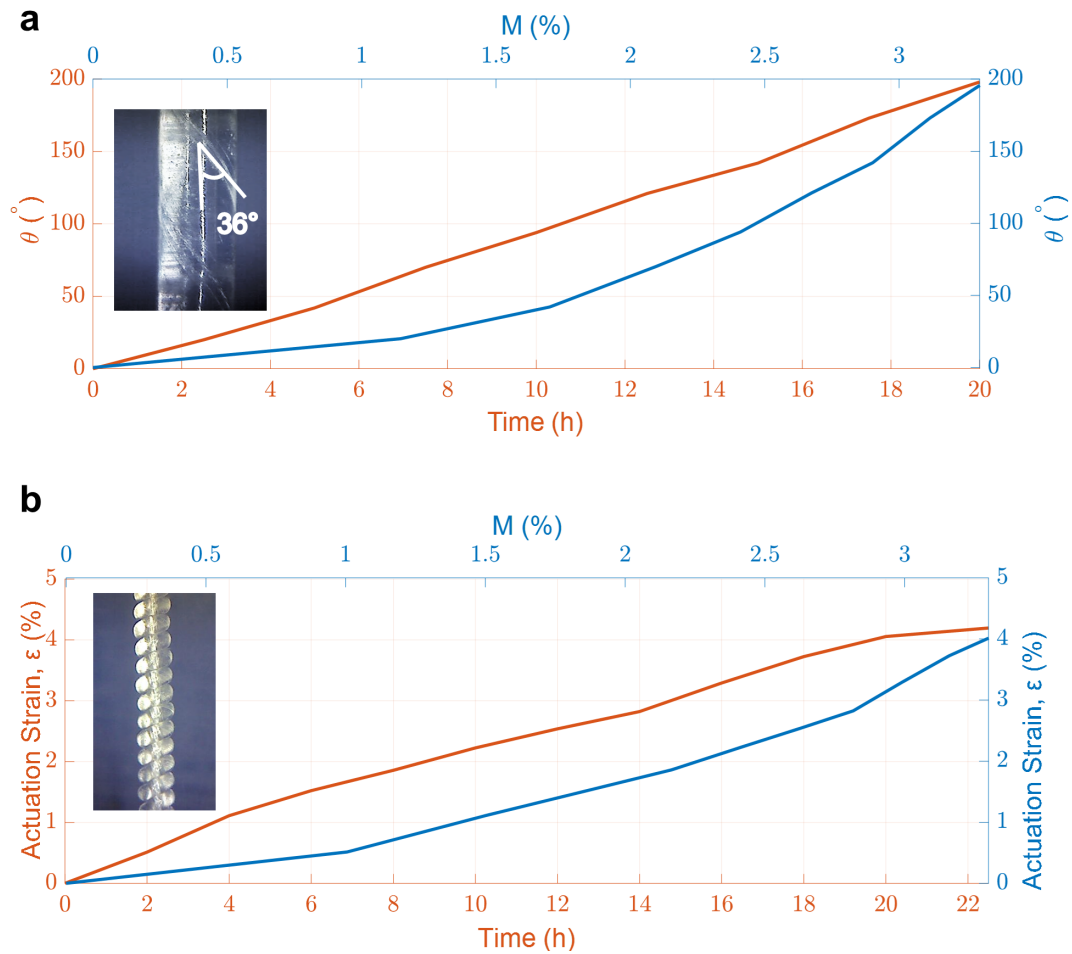 a
M (%)
0 0.5 1 1.5 2 2.5 3
200 200
150 150
100 100
50 50
0 0
θ (°)
θ (°)
36°
0 2 4 6 8 10 12 14 16 18 20
Time (h)
b
M (%)
0 0.5 1 1.5 2 2.5 3
5 5
4 4
3 3
2 2
1 1
0 0
Actuation Strain, ε (%)
Actuation Strain, ε (%)
0 2 4 6 8 10 12 14 16 18 20 22
Time (h)